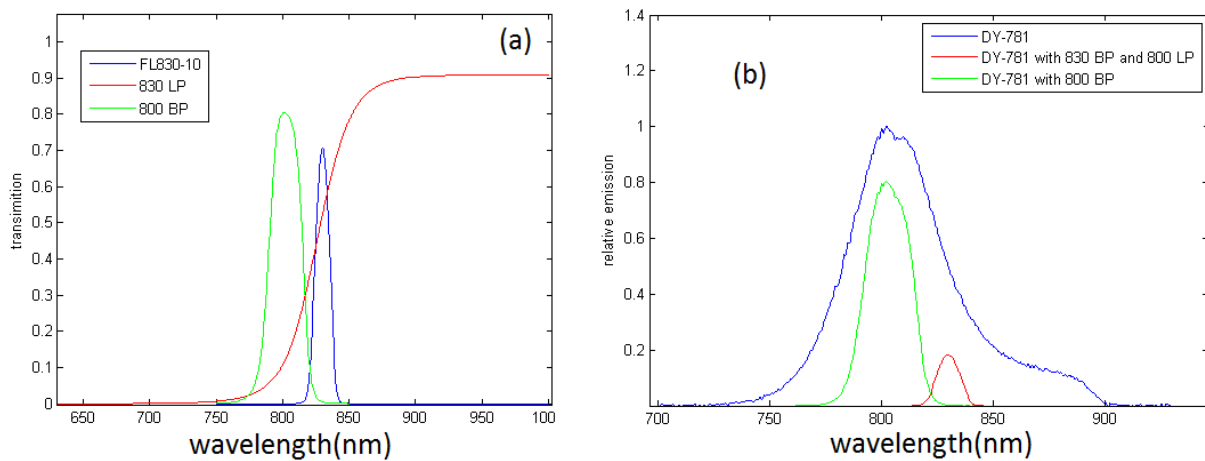 (a)
FL830-10
830 LP
800 BP
1
0.9
0.8
0.7
0.6
0.5
0.4
0.3
0.2
0.1
0
transimition
650
700
750
800
850
900
950
100
wavelength(nm)
(b)
DY-781
DY-781 with 830 BP and 800 LP
DY-781 with 800 BP
1.4
1.2
1
0.8
0.6
0.4
0.2
relative emission
700
750
800
850
900
wavelength(nm)